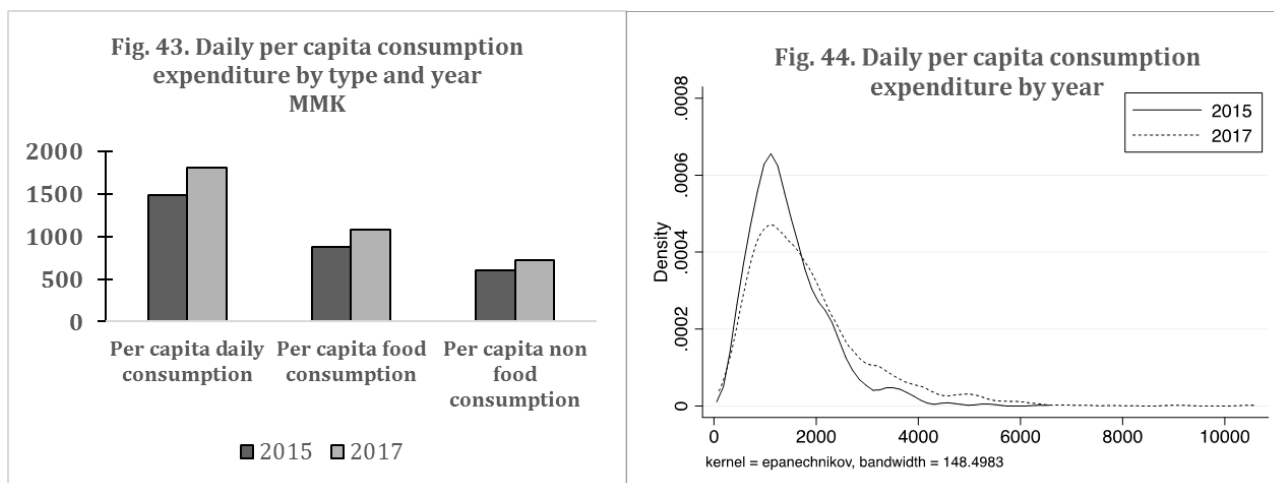 Fig. 43. Daily per capita consumption
expenditure by type and year
MMK
2000
1500
1000
500
0
Per capita daily
consumption
Per capita food
consumption
Per capita non
food
consumption
2015
2017
Fig. 44. Daily per capita consumption
expenditure by year
2015
2017
Density
.0008
.0006
.0004
.0002
0
0
2000
4000
6000
8000
10000
kernel = epanechnikov, bandwidth = 148.4983